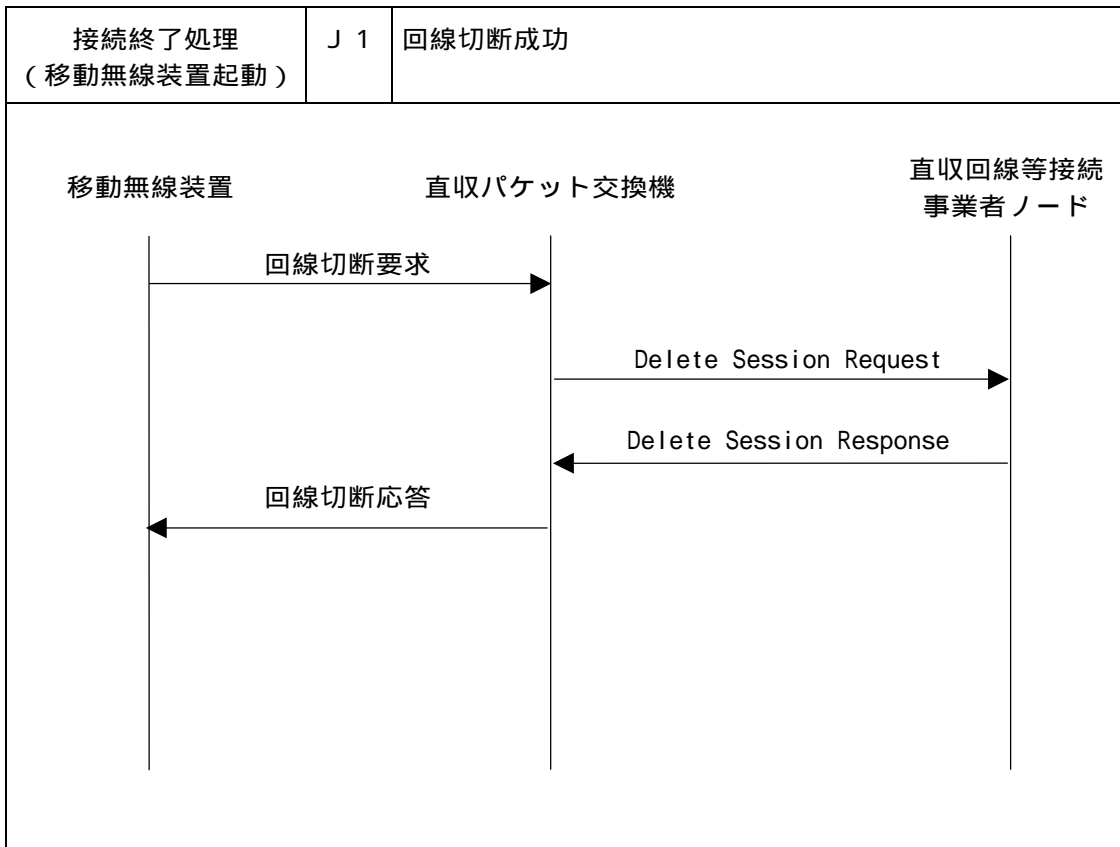 接続終了処理
(移動無線装置起動)
J 1
回線切断成功
移動無線装置
直収パケット交換機
直収回線等接続
事業者ノード
回線切断要求
Delete Session Request
Delete Session Response
回線切断応答